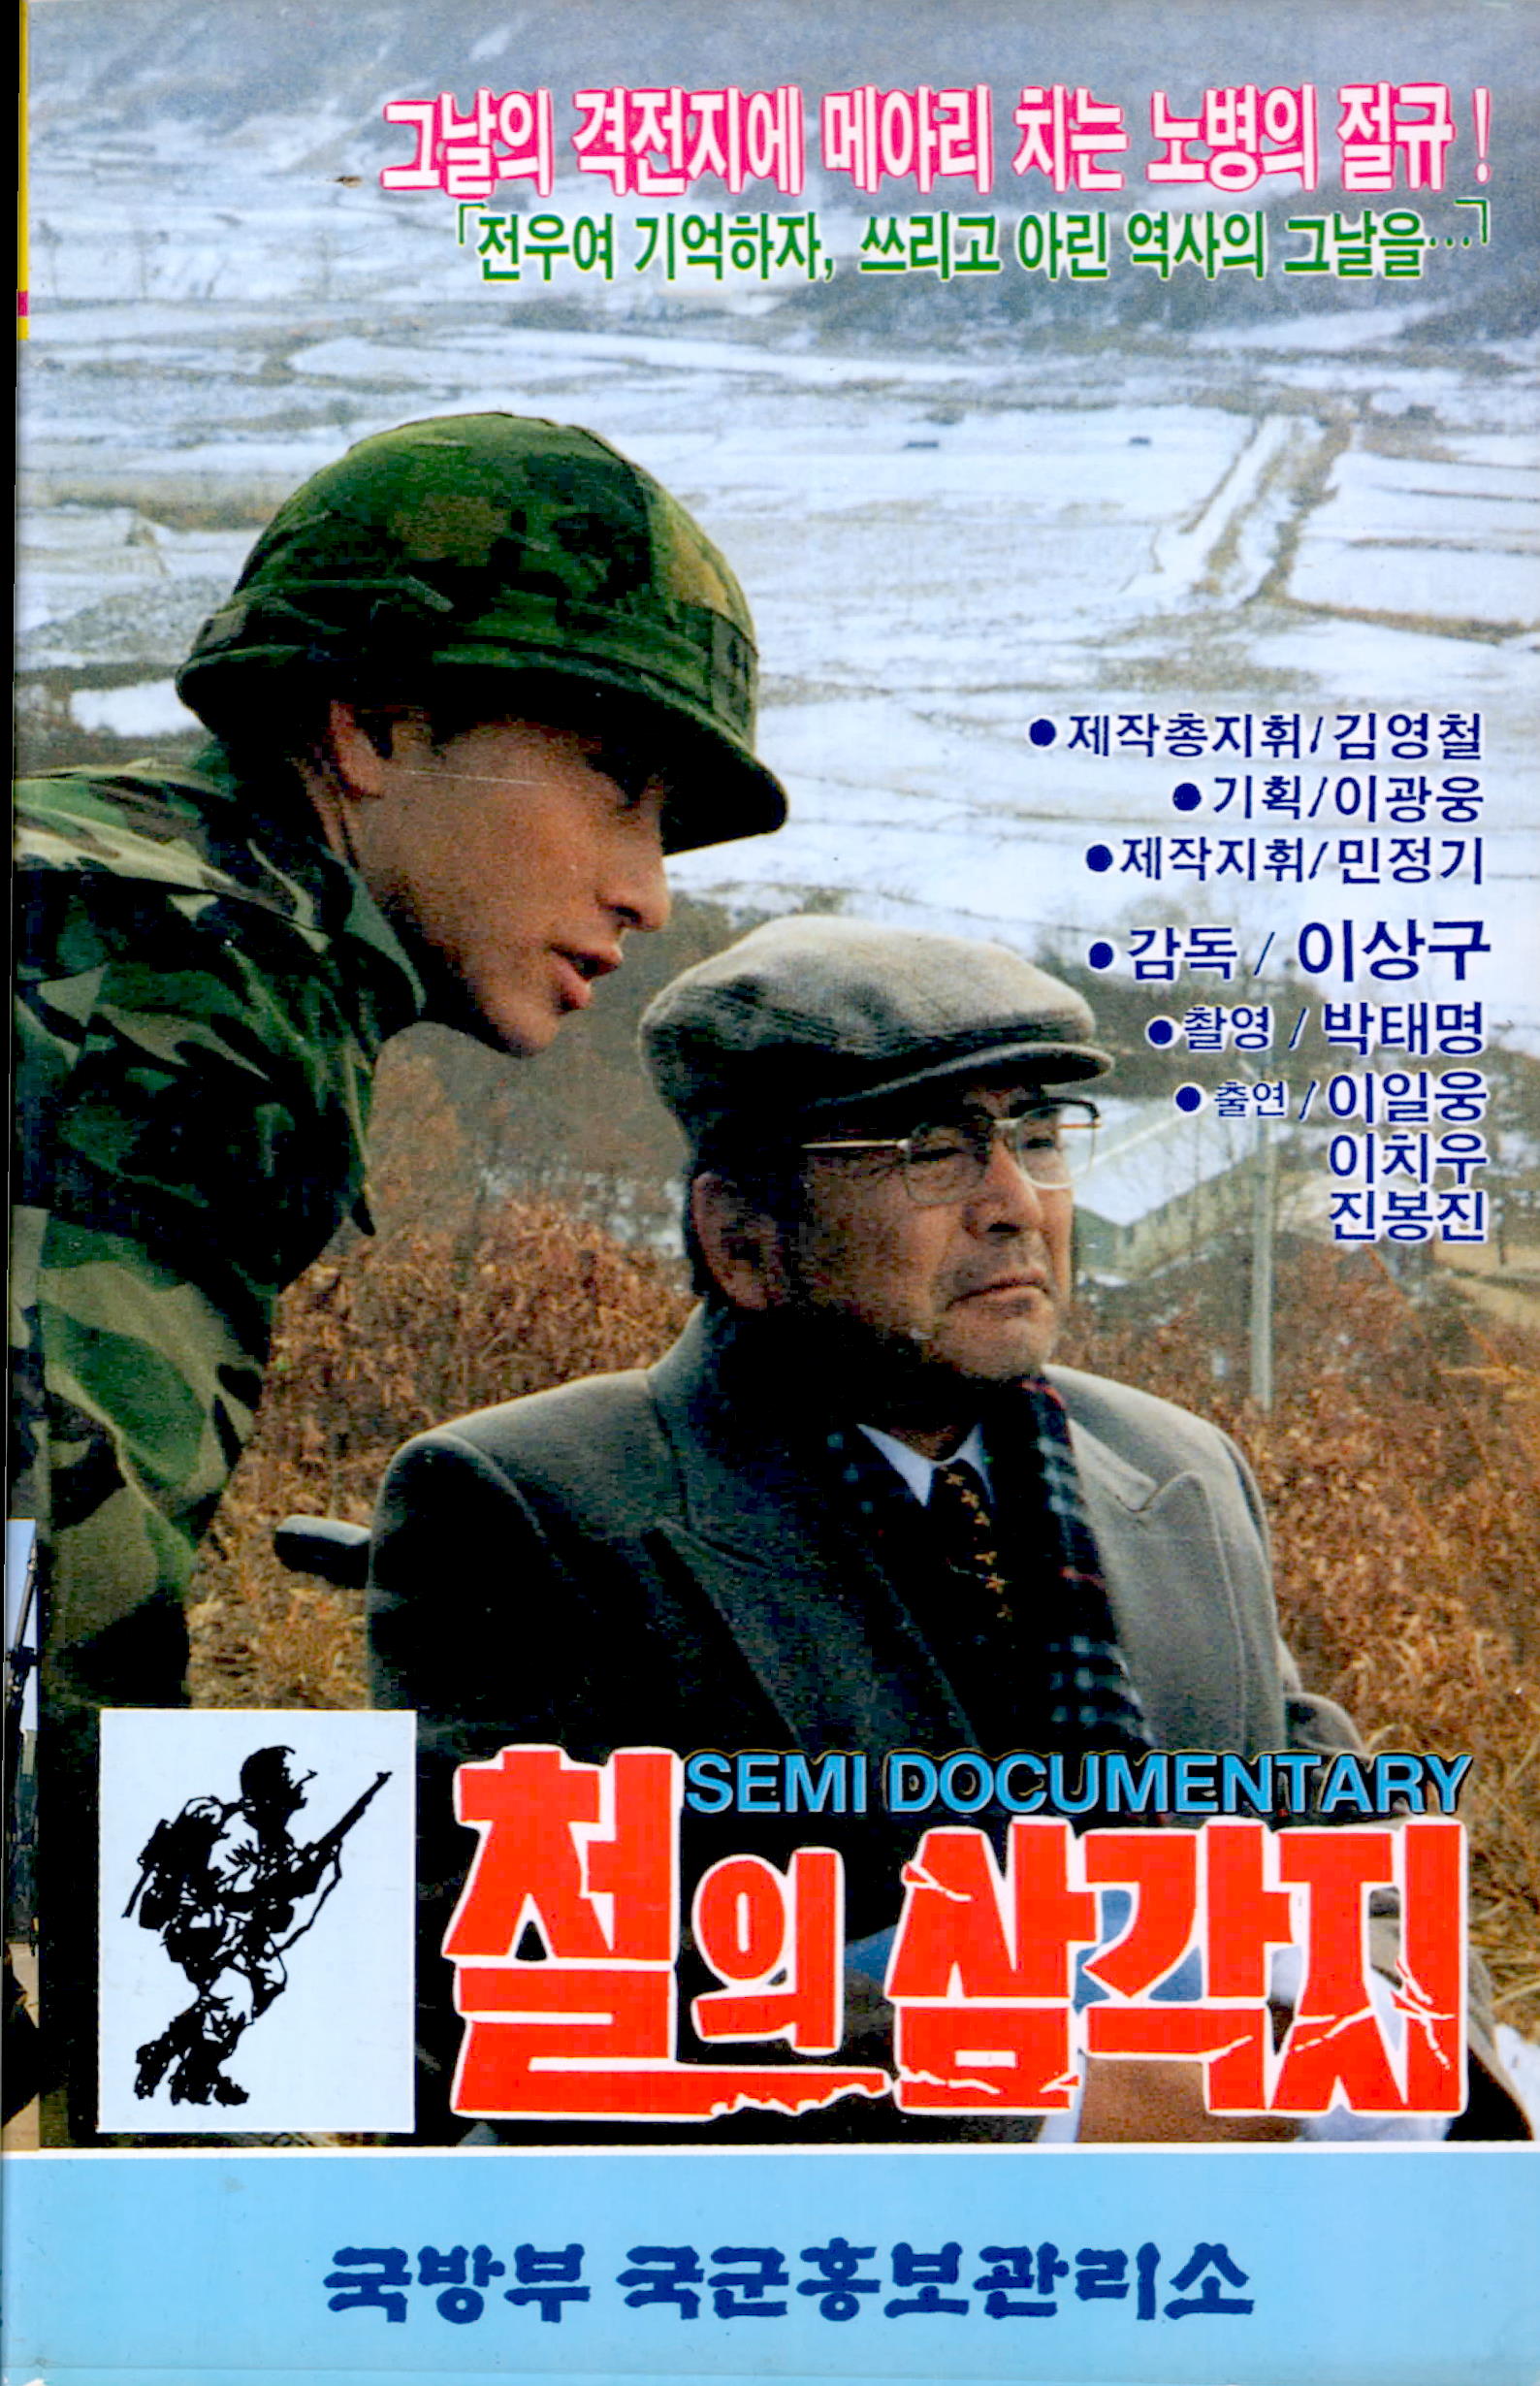 그날의 격전지에 메아리 치는 노병의 절규!
「전우여 기억하자, 쓰리고 아린 역사의 그날을…」
●제작총지휘/김영철
●기획/이광웅
●제작지휘/민정기
●감독/이상구
●촬영/박태명
●출연/이일웅
이치우
진봉진
SEMI DOCUMENTARY
철의 삼각지
국방부 국군홍보관리소